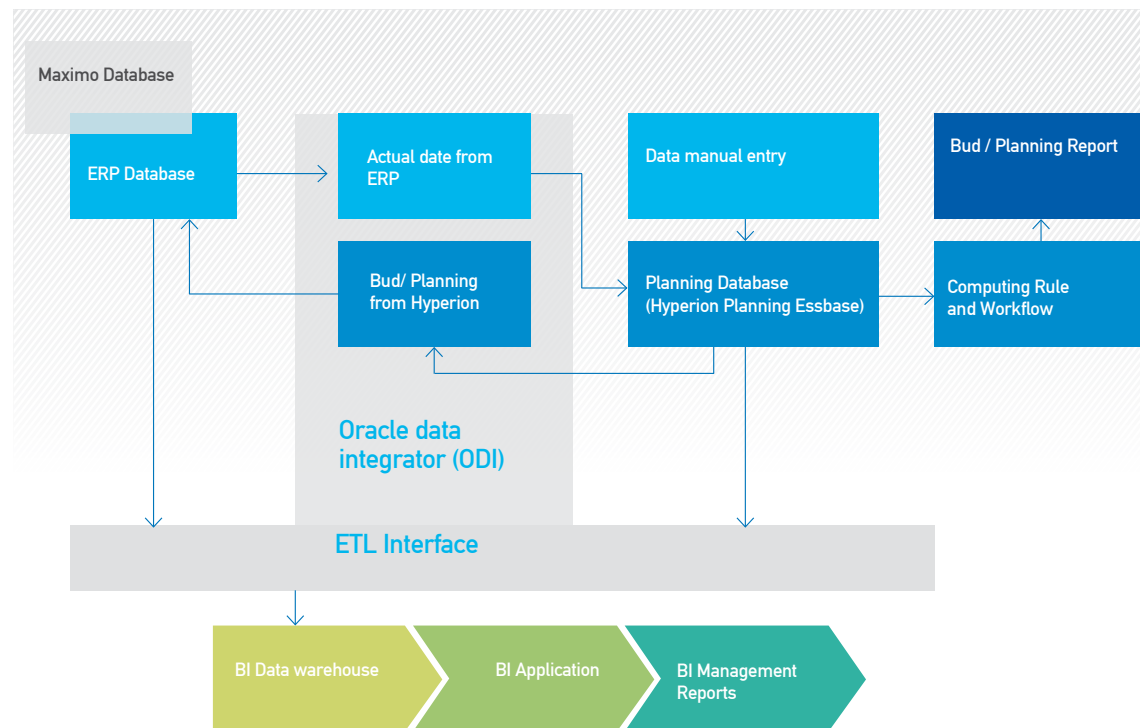 Maximo Database
ERP Database
Actual date from
ERP
Data manual entry
Bud / Planning Report
Bud/ Planning
from Hyperion
Planning Database
(Hyperion Planning Essbase)
Computing Rule
and Workflow
Oracle data
integrator (ODI)
ETL Interface
BI Data warehouse
BI Application
BI Management
Reports